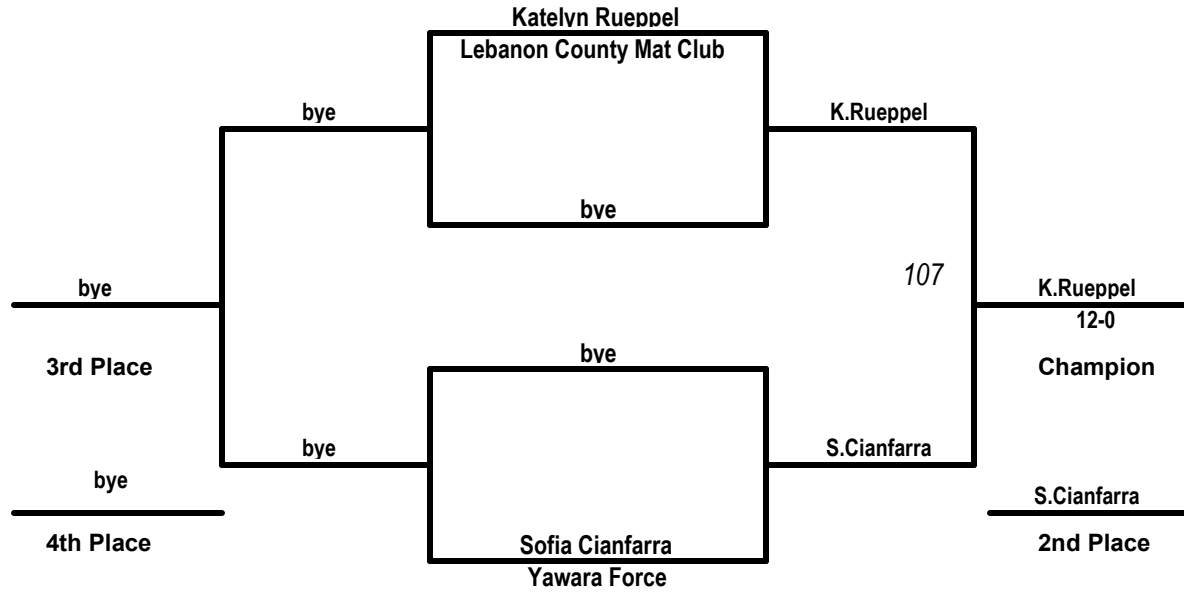 Katelyn Rueppel
Lebanon County Mat Club
bye
K.Rueppel
bye
107
bye
K.Rueppel
12-0
3rd Place
bye
Champion
bye
S.Cianfarra
bye
S.Cianfarra
4th Place
Sofia Cianfarra
2nd Place
Yawara Force